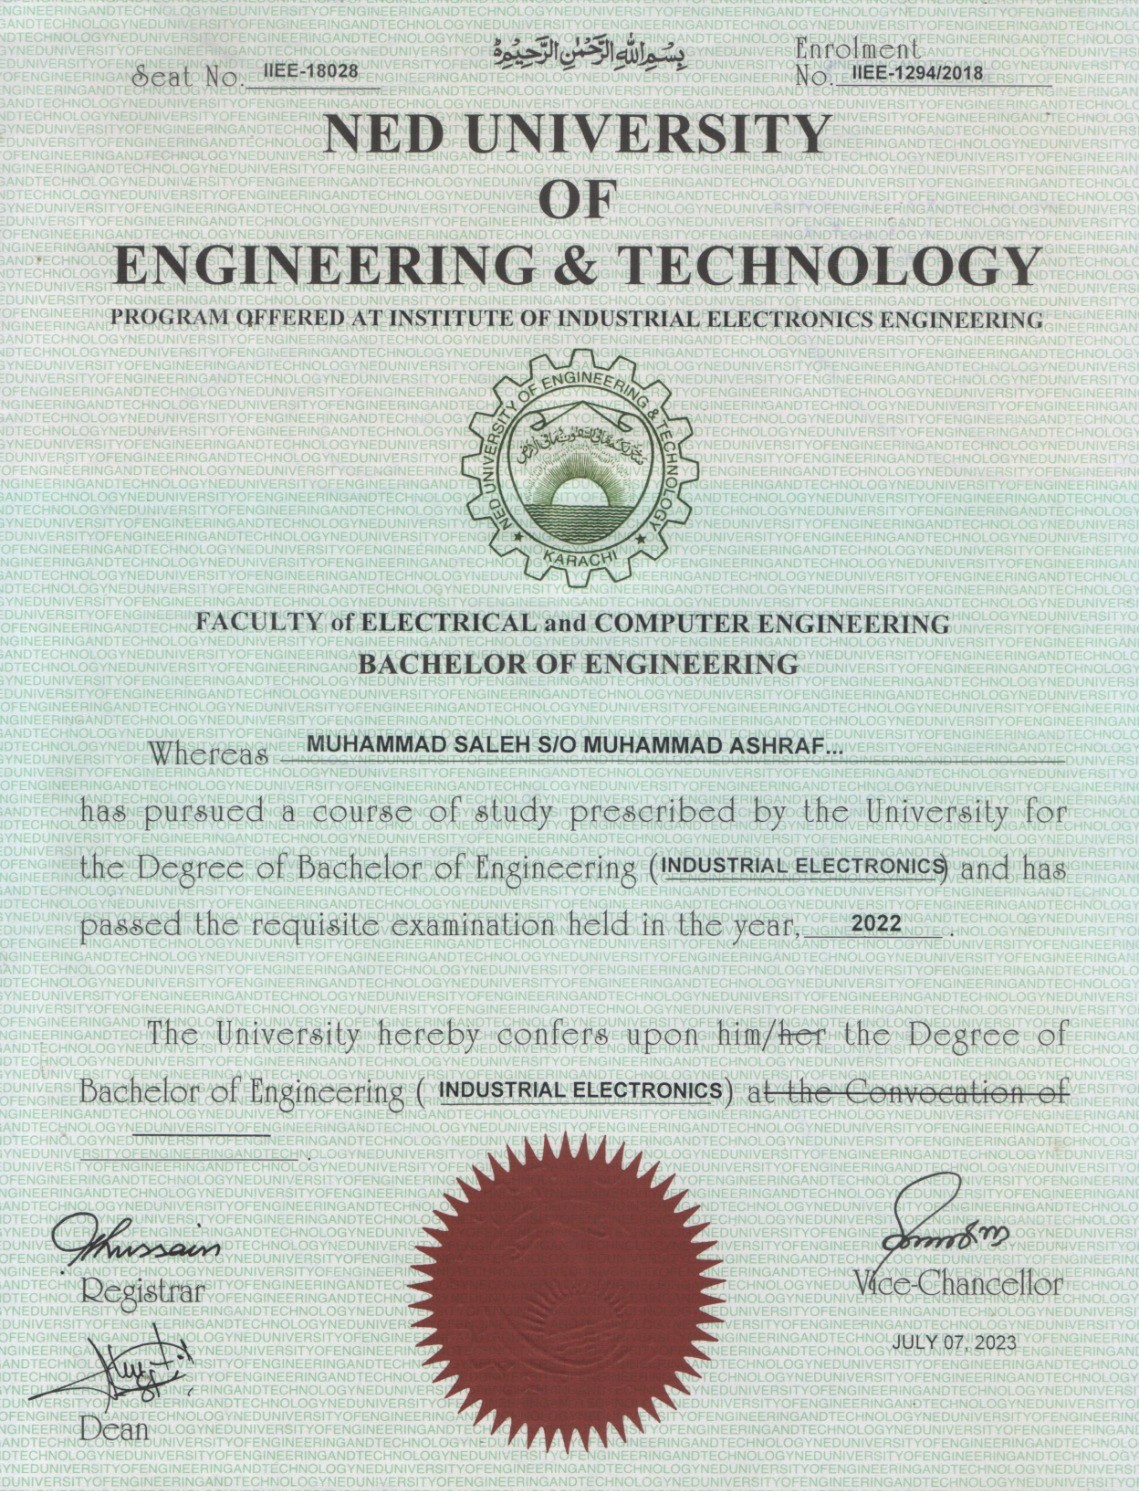 بِسْمِ اللهِ الرَّحْمٰنِ الرَّحِيْمِ
Seat No. IIEE-18028
Enrolment
No. IIEE-1294/2018
NED UNIVERSITY
OF
ENGINEERING & TECHNOLOGY
PROGRAM OFFERED AT INSTITUTE OF INDUSTRIAL ELECTRONICS ENGINEERING
NED UNIVERSITY OF ENGINEERING & TECHNOLOGY
KARACHI
FACULTY of ELECTRICAL and COMPUTER ENGINEERING
BACHELOR OF ENGINEERING
Whereas MUHAMMAD SALEH S/O MUHAMMAD ASHRAF...
has pursued a course of study prescribed by the University for
the Degree of Bachelor of Engineering (INDUSTRIAL ELECTRONICS) and has
passed the requisite examination held in the year, 2022 .
The University hereby confers upon him/her the Degree of
Bachelor of Engineering ( INDUSTRIAL ELECTRONICS) at the Convocation of
.
Registrar
Vice-Chancellor
JULY 07, 2023
Dean